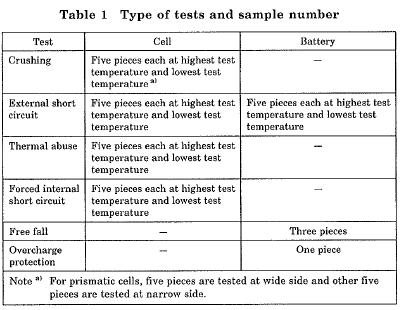 Table 1 Type of tests and sample number
Test Cell Battery
Crushing Five pieces each at highest test –
temperature and lowest test
temperature a)
External short Five pieces each at highest test Five pieces each at highest test
circuit temperature and lowest test temperature and lowest test
temperature temperature
Thermal abuse Five pieces each at highest test –
temperature and lowest test
temperature
Forced internal Five pieces each at highest test –
short circuit temperature and lowest test
temperature
Free fall – Three pieces
Overcharge – One piece
protection
Note a) For prismatic cells, five pieces are tested at wide side and other five
pieces are tested at narrow side.